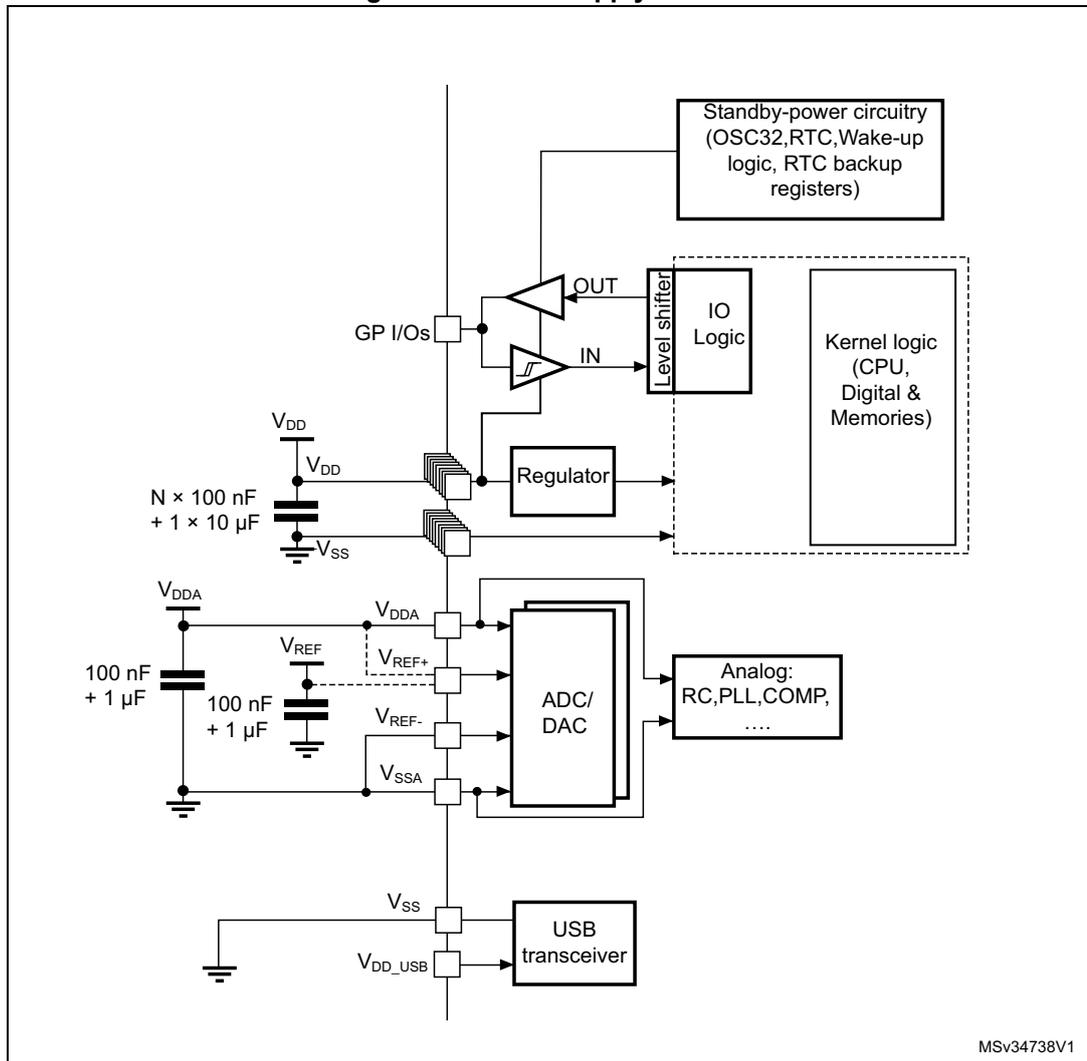 Standby-power circuitry
(OSC32,RTC,Wake-up
logic, RTC backup
registers)
OUT
Level shifter
IO
Logic
GP I/Os
IN
Kernel logic
(CPU,
Digital &
Memories)
VDD
VDD
Regulator
N × 100 nF
+ 1 × 10 µF
VSS
VDDA
VDDA
VREF
VREF+
100 nF
+ 1 µF
100 nF
+ 1 µF
ADC/
DAC
Analog:
RC,PLL,COMP,
....
VREF-
VSSA
VSS
USB
transceiver
VDD_USB
MSv34738V1